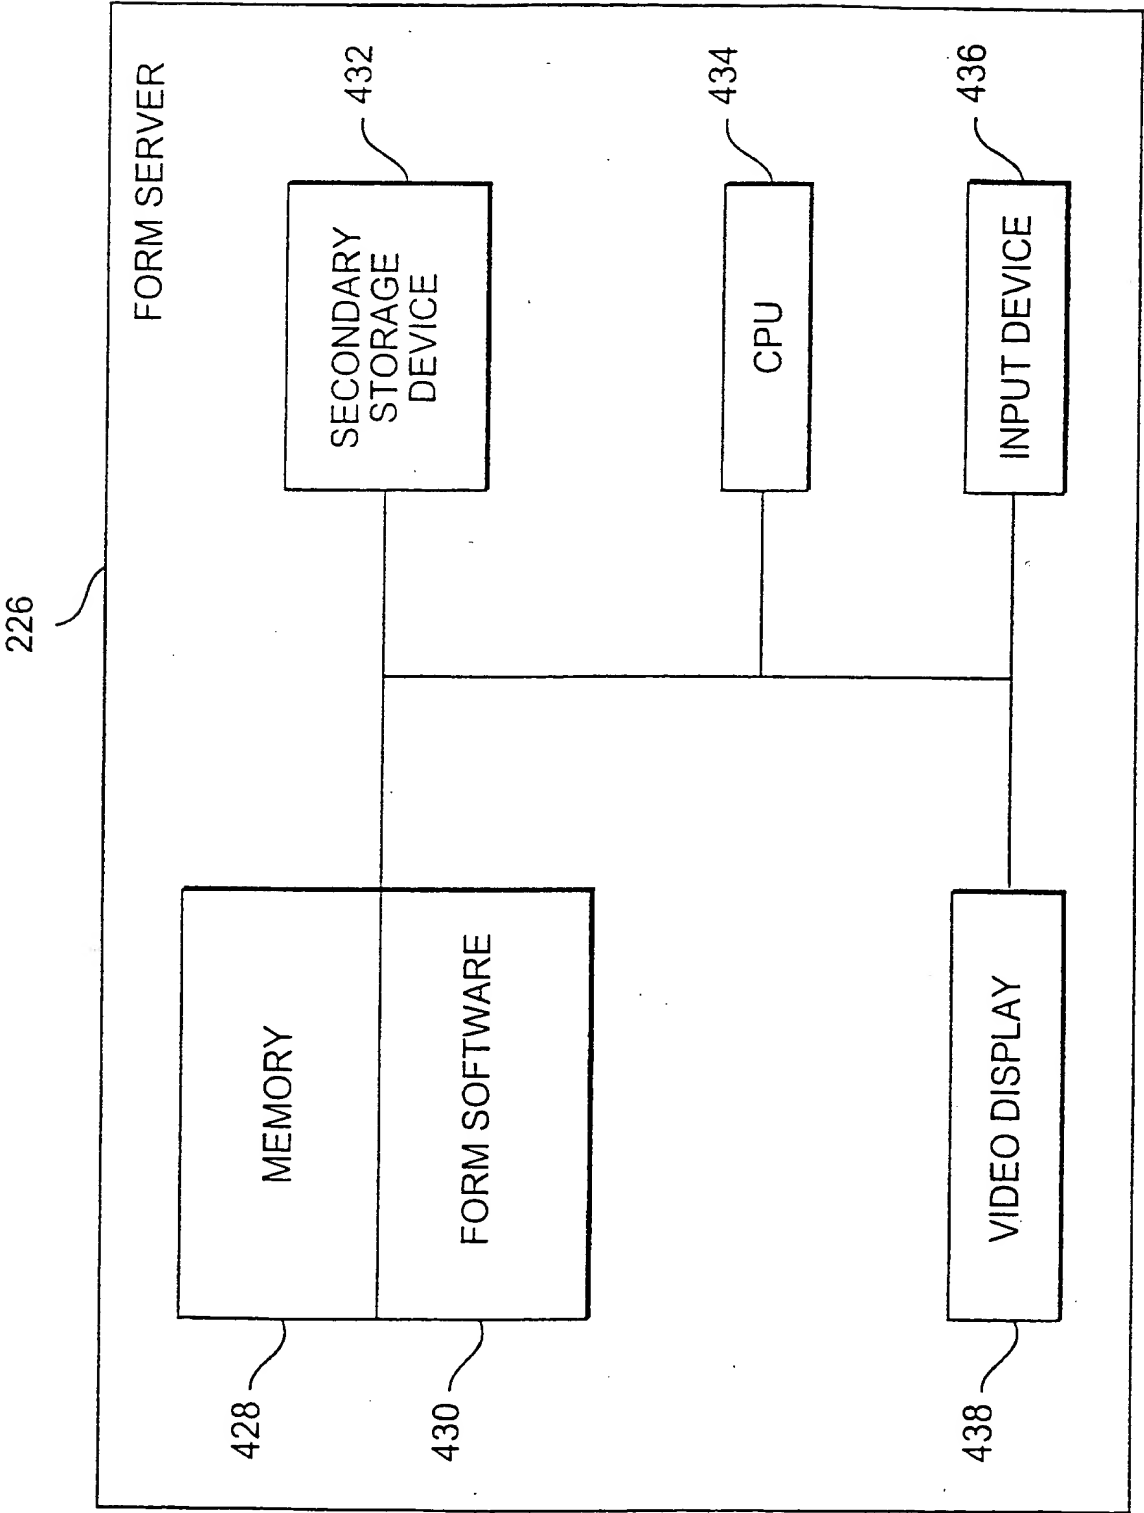 226
FORM SERVER
428
MEMORY
430
FORM SOFTWARE
SECONDARY
STORAGE
DEVICE
432
CPU
434
438
VIDEO DISPLAY
INPUT DEVICE
436